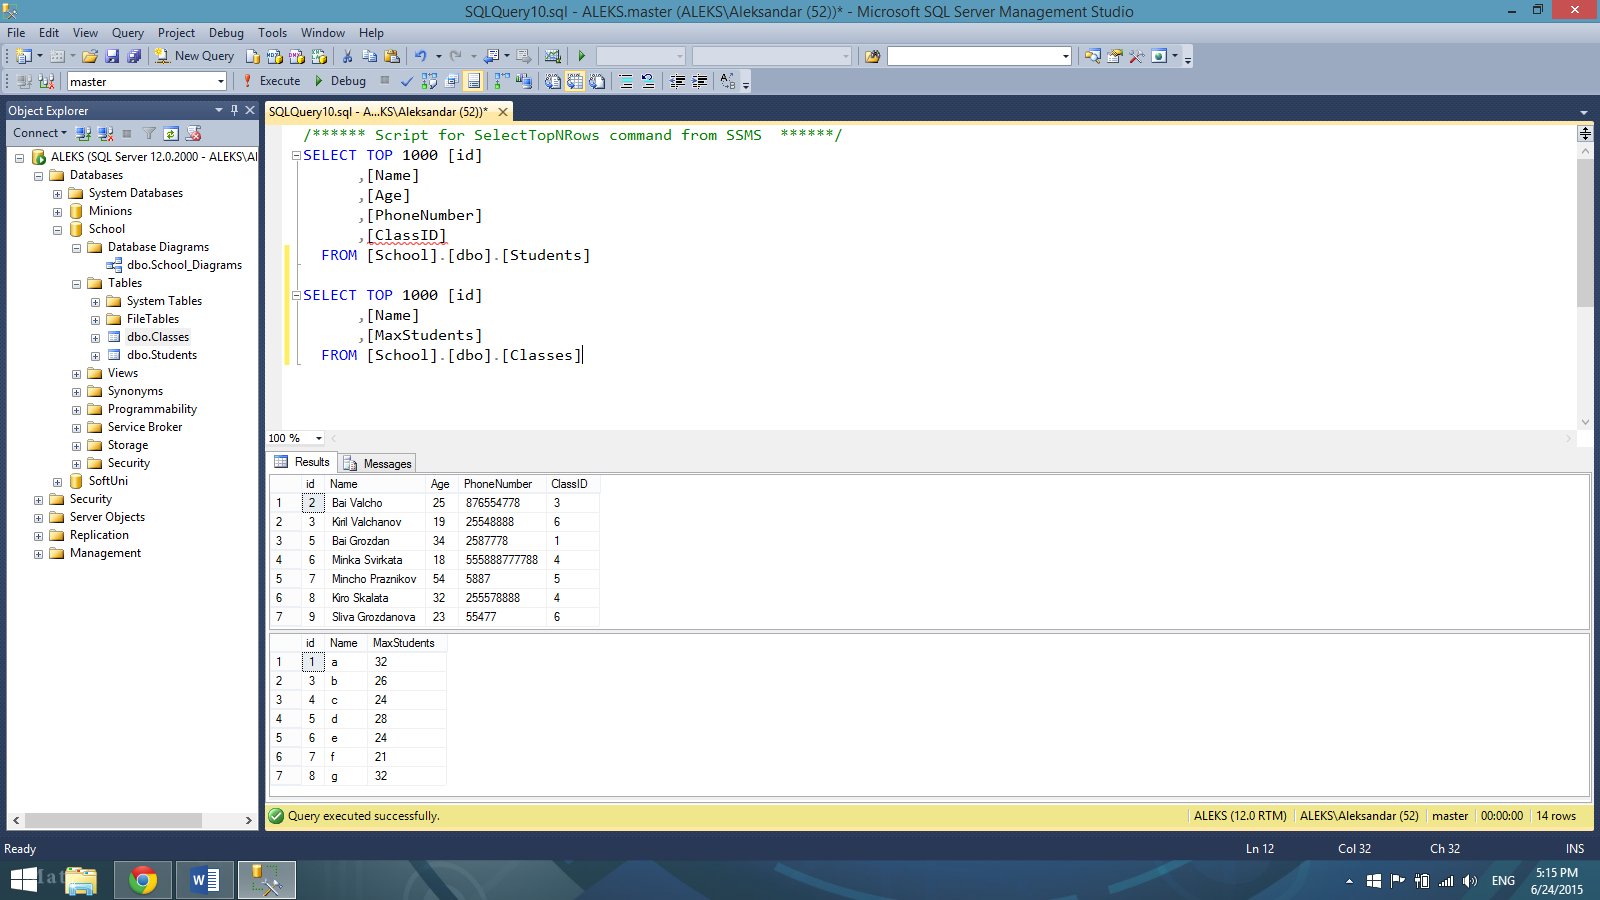 SQLQuery10.sql - ALEKS.master (ALEKS\Aleksandar (52))* - Microsoft SQL Server Management Studio
File Edit View Query Project Debug Tools Window Help
New Query
master Execute Debug
Object Explorer
Connect
ALEKS (SQL Server 12.0.2000 - ALEKS\Al
Databases
System Databases
Minions
School
Database Diagrams
dbo.School_Diagrams
Tables
System Tables
FileTables
dbo.Classes
dbo.Students
Views
Synonyms
Programmability
Service Broker
Storage
Security
SoftUni
Security
Server Objects
Replication
Management
SQLQuery10.sql - A...KS\Aleksandar (52))*
/****** Script for SelectTopNRows command from SSMS ******/
SELECT TOP 1000 [id]
,[Name]
,[Age]
,[PhoneNumber]
,[ClassID]
FROM [School].[dbo].[Students]
SELECT TOP 1000 [id]
,[Name]
,[MaxStudents]
FROM [School].[dbo].[Classes]
100 %
Results Messages
id Name Age PhoneNumber ClassID
1 2 Bai Valcho 25 876554778 3
2 3 Kiril Valchanov 19 25548888 6
3 5 Bai Grozdan 34 2587778 1
4 6 Minka Svirkata 18 555888777788 4
5 7 Mincho Praznikov 54 5887 5
6 8 Kiro Skalata 32 255578888 4
7 9 Sliva Grozdanova 23 55477 6
id Name MaxStudents
1 1 a 32
2 3 b 26
3 4 c 24
4 5 d 28
5 6 e 24
6 7 f 21
7 8 g 32
Query executed successfully. ALEKS (12.0 RTM) ALEKS\Aleksandar (52) master 00:00:00 14 rows
Ready Ln 12 Col 32 Ch 32 INS
ENG 5:15 PM
6/24/2015